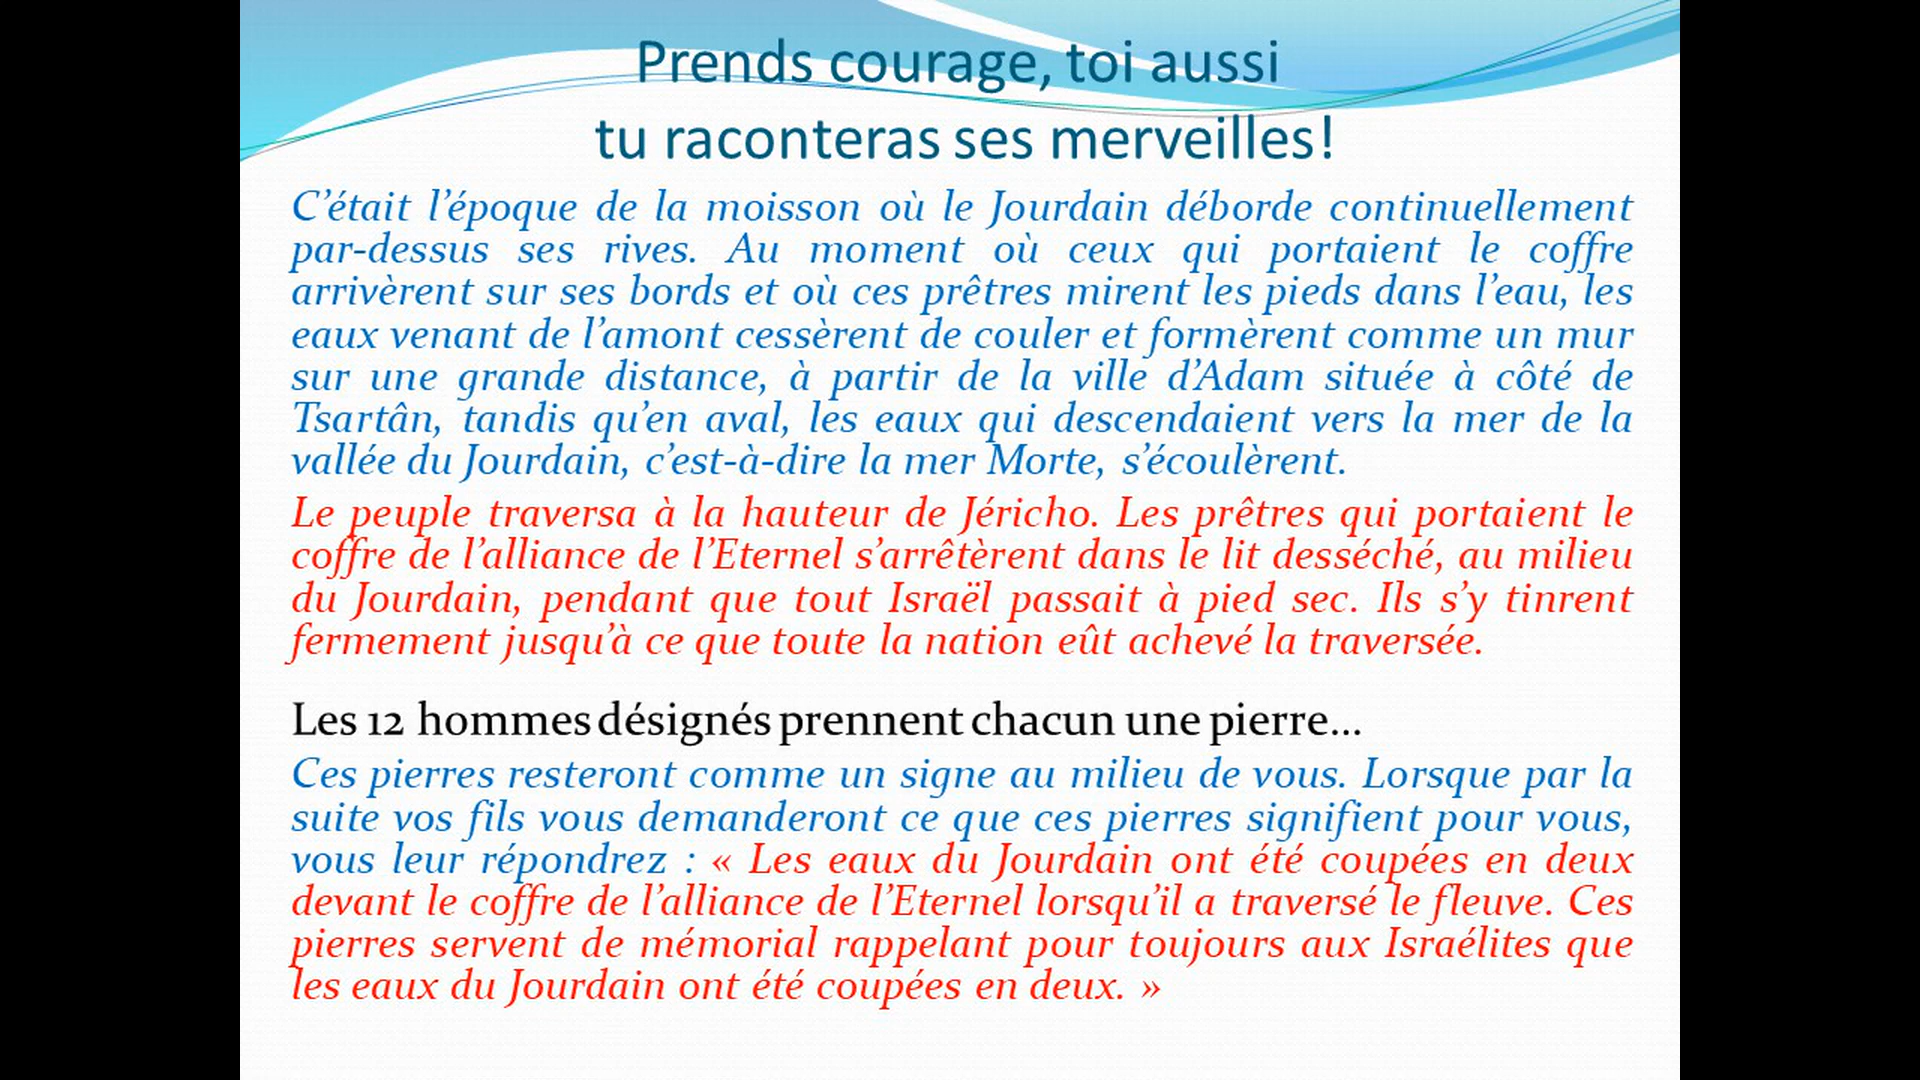 Prends courage, toi aussi
tu raconteras ses merveilles!
C’était l’époque de la moisson où le Jourdain déborde continuellement
par-dessus ses rives. Au moment où ceux qui portaient le coffre
arrivèrent sur ses bords et où ces prêtres mirent les pieds dans l’eau, les
eaux venant de l’amont cessèrent de couler et formèrent comme un mur
sur une grande distance, à partir de la ville d’Adam située à côté de
Tsartân, tandis qu’en aval, les eaux qui descendaient vers la mer de la
vallée du Jourdain, c’est-à-dire la mer Morte, s’écoulèrent.
Le peuple traversa à la hauteur de Jéricho. Les prêtres qui portaient le
coffre de l’alliance de l’Eternel s’arrêtèrent dans le lit desséché, au milieu
du Jourdain, pendant que tout Israël passait à pied sec. Ils s’y tinrent
fermement jusqu’à ce que toute la nation eût achevé la traversée.
Les 12 hommes désignés prennent chacun une pierre…
Ces pierres resteront comme un signe au milieu de vous. Lorsque par la
suite vos fils vous demanderont ce que ces pierres signifient pour vous,
vous leur répondrez : « Les eaux du Jourdain ont été coupées en deux
devant le coffre de l’alliance de l’Eternel lorsqu’il a traversé le fleuve. Ces
pierres servent de mémorial rappelant pour toujours aux Israélites que
les eaux du Jourdain ont été coupées en deux. »